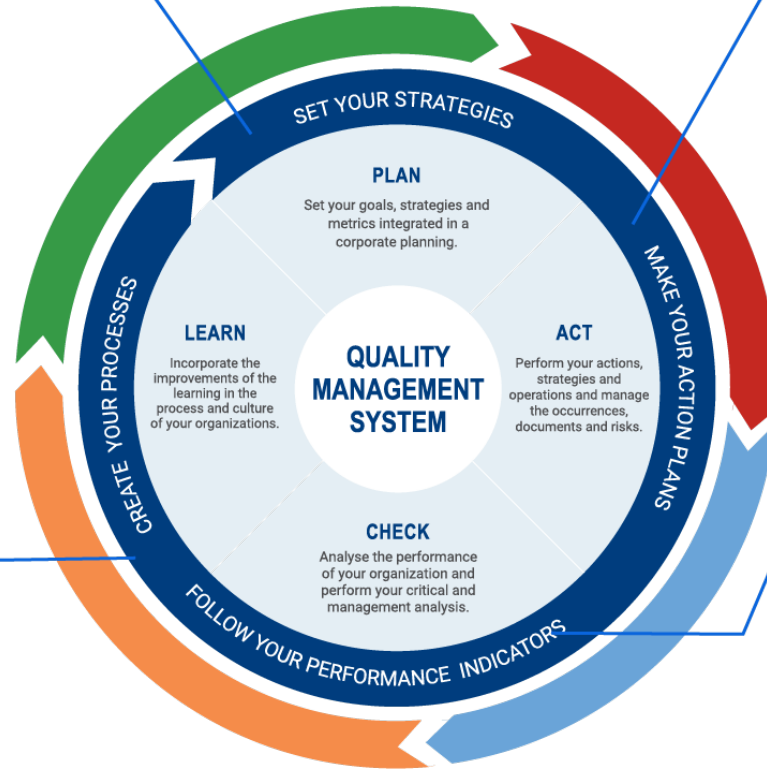 SET YOUR STRATEGIES
PLAN
Set your goals, strategies and
metrics integrated in a
corporate planning.
MAKE YOUR ACTION PLANS
ACT
Perform your actions,
strategies and
operations and manage
the occurrences,
documents and risks.
QUALITY
MANAGEMENT
SYSTEM
LEARN
Incorporate the
improvements of the
learning in the
process and culture
of your organizations.
CREATE YOUR PROCESSES
CHECK
Analyse the performance
of your organization and
perform your critical and
management analysis.
FOLLOW YOUR PERFORMANCE INDICATORS